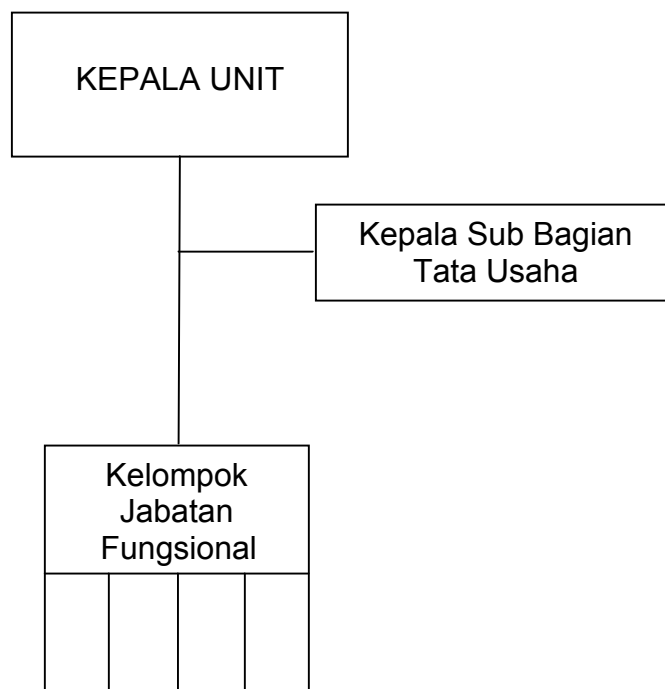 KEPALA UNIT
Kepala Sub Bagian
Tata Usaha
Kelompok
Jabatan
Fungsional